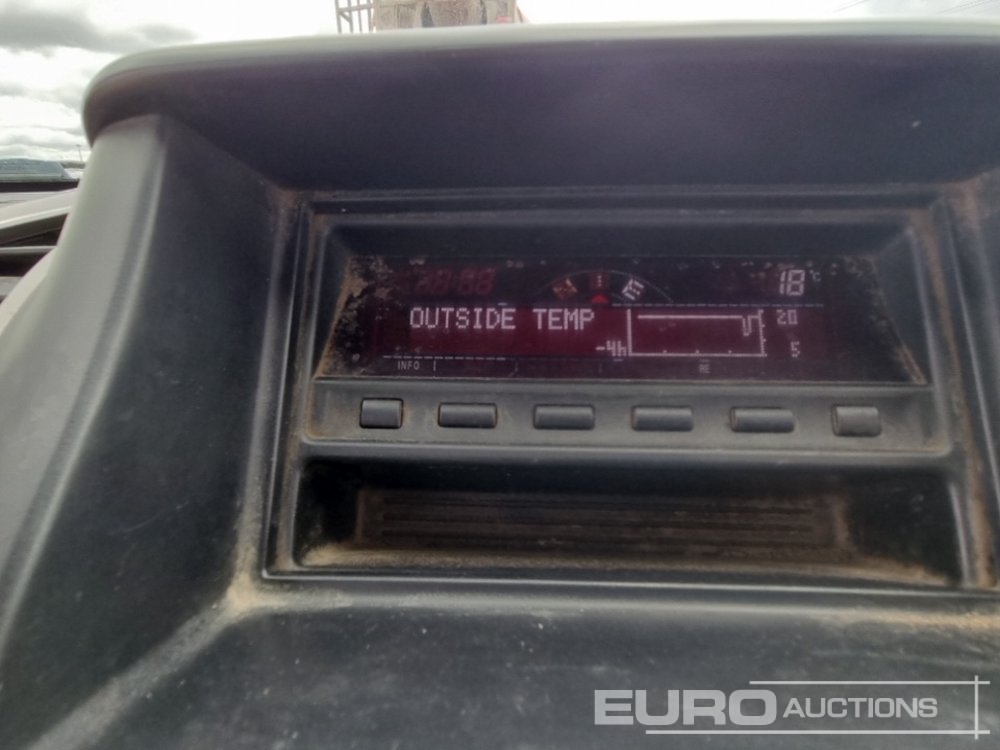 18 °C
OUTSIDE TEMP
20
-4h
5
INFO
EURO AUCTIONS